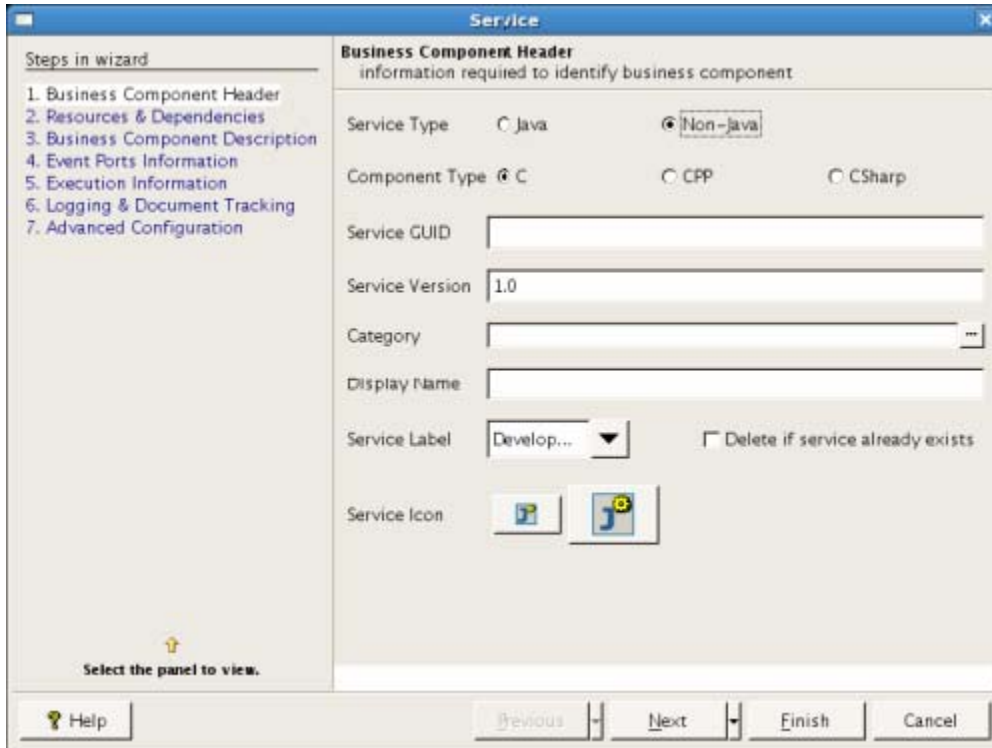 Service
Steps in wizard
1. Business Component Header
2. Resources & Dependencies
3. Business Component Description
4. Event Ports Information
5. Execution Information
6. Logging & Document Tracking
7. Advanced Configuration
Select the panel to view.
Business Component Header
information required to identify business component
Service Type Java Non-Java
Component Type C CPP CSharp
Service GUID
Service Version 1.0
Category ...
Display Name
Service Label Develop... Delete if service already exists
Service Icon
Help Previous Next Finish Cancel